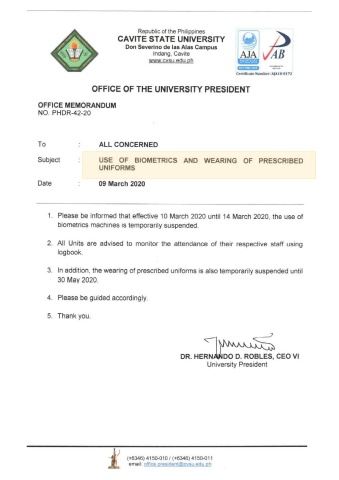 Republic of the Philippines
CAVITE STATE UNIVERSITY
Don Severino de las Alas Campus
Indang, Cavite
www.cvsu.edu.ph
AJA
JAB
Certificate Number: AJA19-0173
OFFICE OF THE UNIVERSITY PRESIDENT
OFFICE MEMORANDUM
NO. PHDR-42-20
To : ALL CONCERNED
Subject : USE OF BIOMETRICS AND WEARING OF PRESCRIBED
UNIFORMS
Date : 09 March 2020
1. Please be informed that effective 10 March 2020 until 14 March 2020, the use of
biometrics machines is temporarily suspended.
2. All Units are advised to monitor the attendance of their respective staff using
logbook.
3. In addition, the wearing of prescribed uniforms is also temporarily suspended until
30 May 2020.
4. Please be guided accordingly.
5. Thank you.
DR. HERNANDO D. ROBLES, CEO VI
University President
(+6346) 4150-010 / (+6346) 4150-011
email: office.president@cvsu.edu.ph